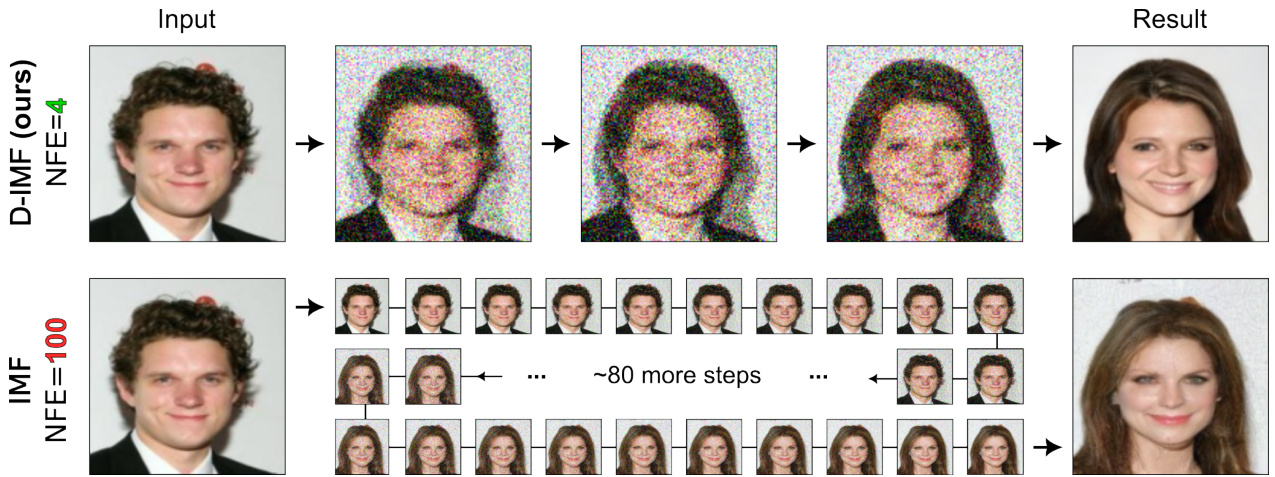 Input
Result
D-IMF (ours)
NFE=4
IMF
NFE=100
... ~80 more steps ...